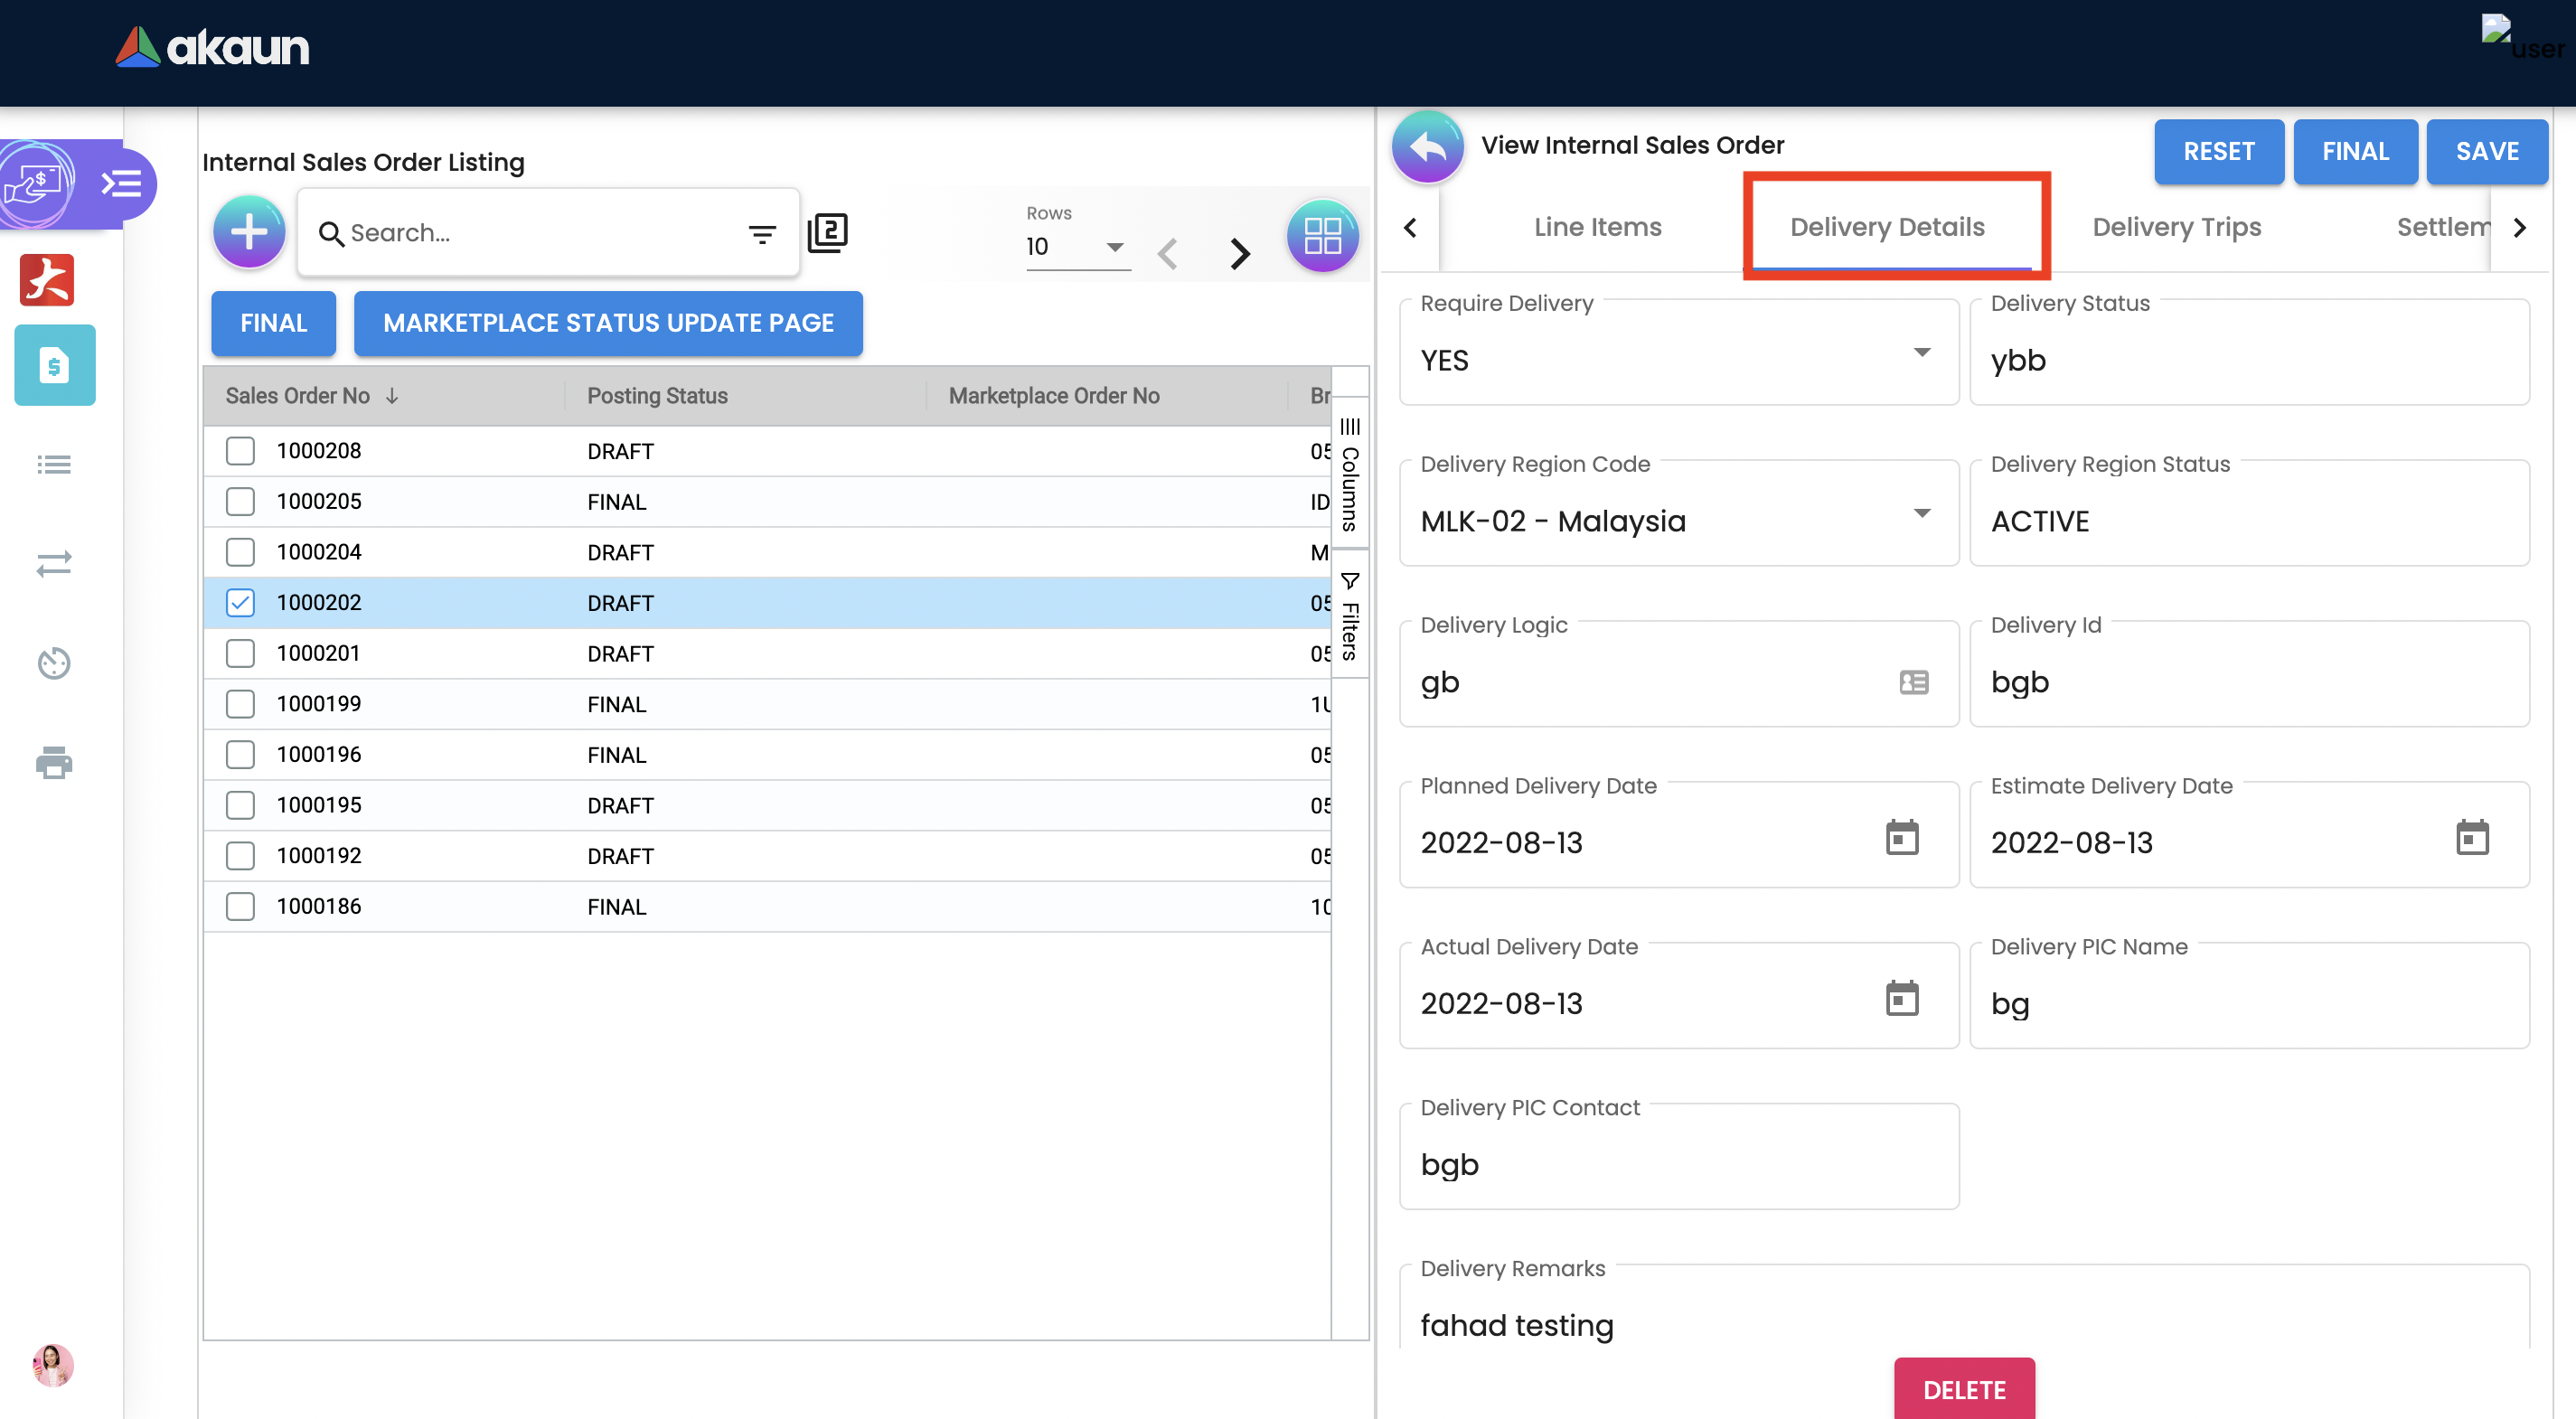 akaun
user
Internal Sales Order Listing
Search...
2
Rows
10
FINAL
MARKETPLACE STATUS UPDATE PAGE
Sales Order No Posting Status Marketplace Order No Br
1000208 DRAFT 05
1000205 FINAL ID
1000204 DRAFT M
1000202 DRAFT 05
1000201 DRAFT 05
1000199 FINAL 1U
1000196 FINAL 05
1000195 DRAFT 05
1000192 DRAFT 05
1000186 FINAL 10
Columns
Filters
View Internal Sales Order
RESET FINAL SAVE
Line Items Delivery Details Delivery Trips Settlem
Require Delivery
YES
Delivery Status
ybb
Delivery Region Code
MLK-02 - Malaysia
Delivery Region Status
ACTIVE
Delivery Logic
gb
Delivery Id
bgb
Planned Delivery Date
2022-08-13
Estimate Delivery Date
2022-08-13
Actual Delivery Date
2022-08-13
Delivery PIC Name
bg
Delivery PIC Contact
bgb
Delivery Remarks
fahad testing
DELETE